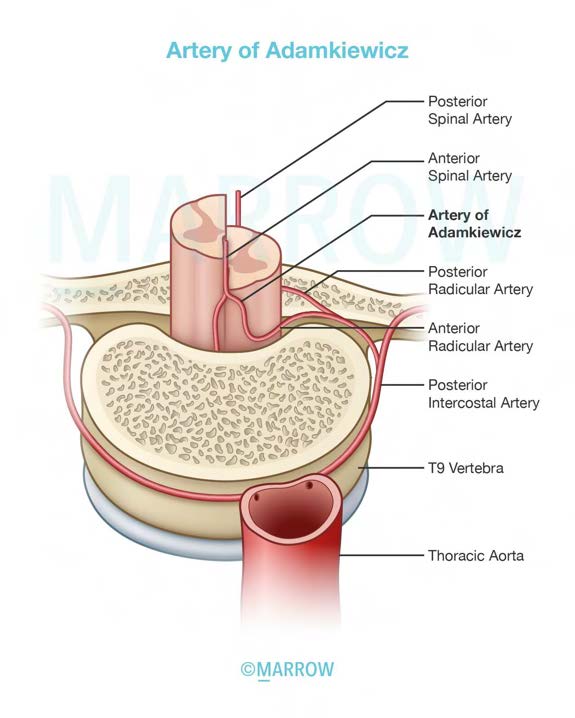 Artery of Adamkiewicz
Posterior
Spinal Artery
Anterior
Spinal Artery
MARROW
Artery of
Adamkiewicz
Posterior
Radicular Artery
Anterior
Radicular Artery
Posterior
Intercostal Artery
T9 Vertebra
Thoracic Aorta
©MARROW